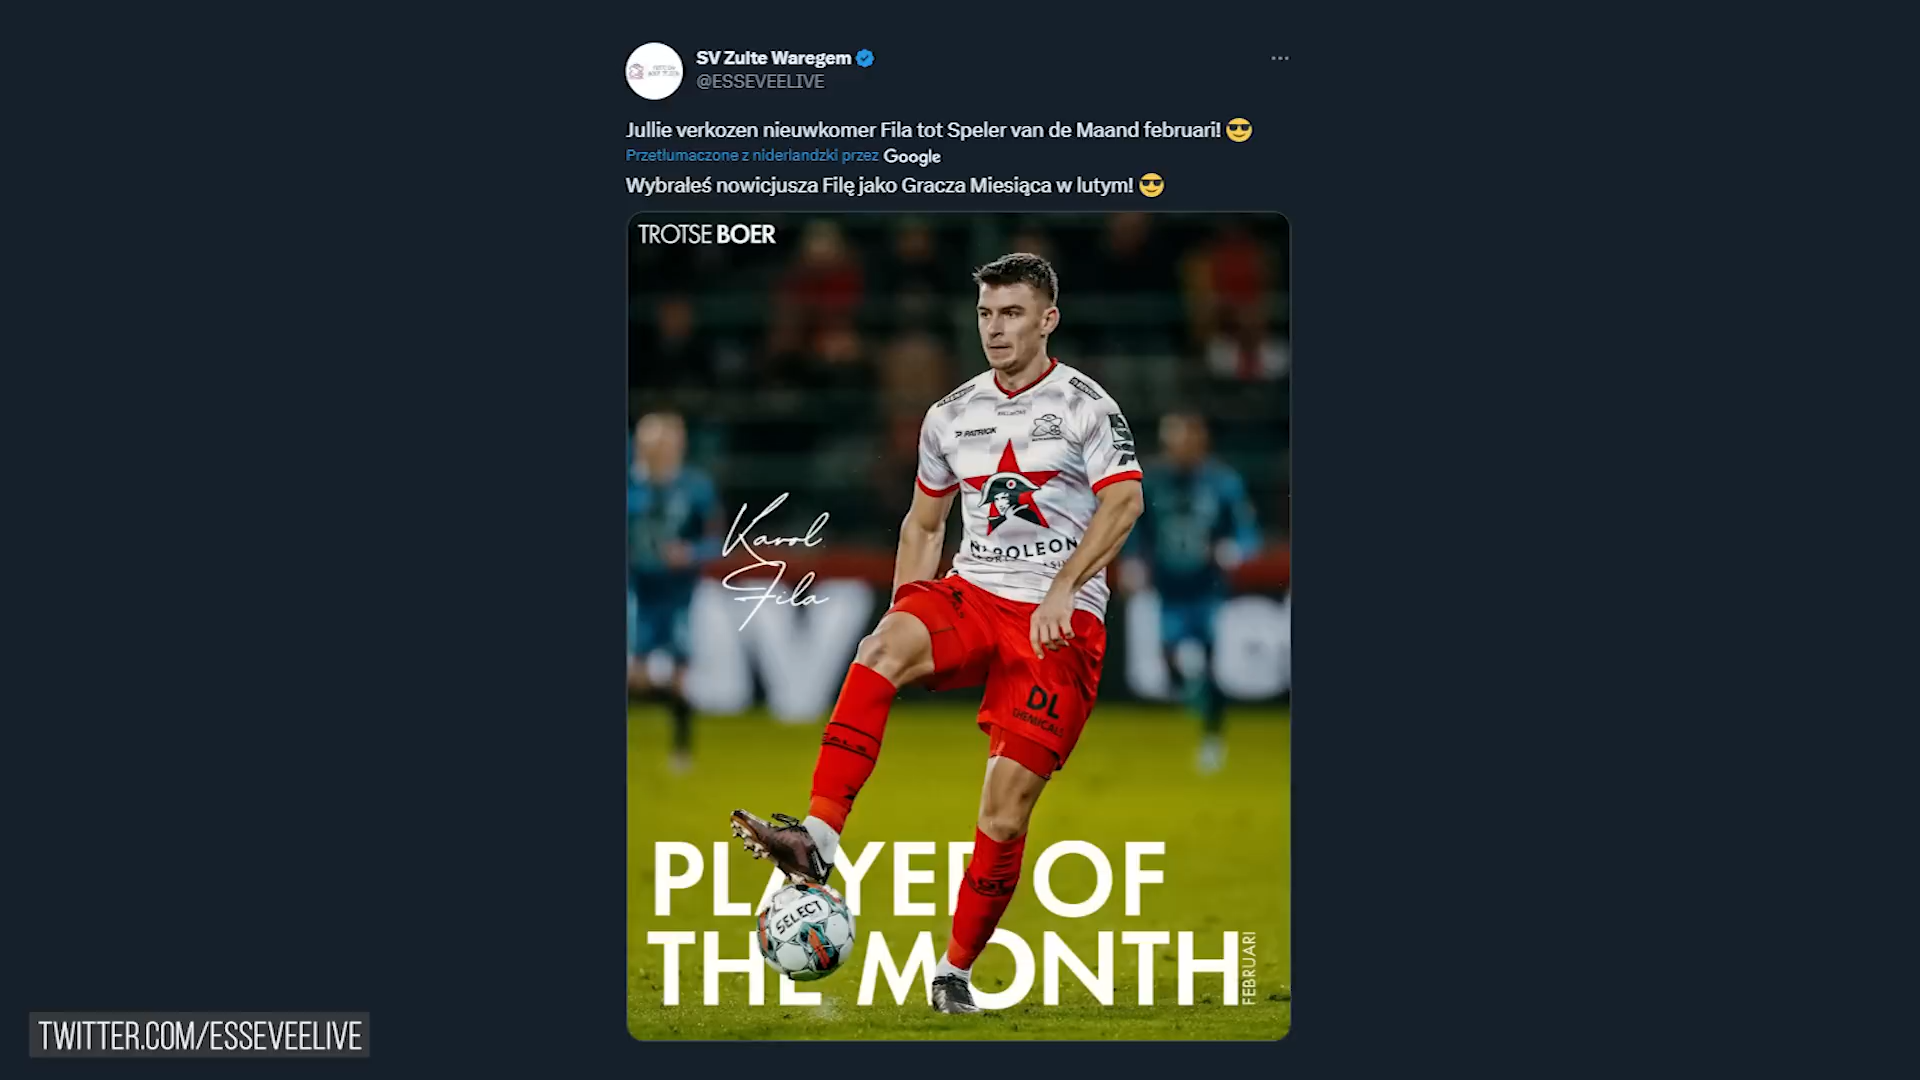 SV Zulte Waregem
@ESSEVEELIVE
Jullie verkozen nieuwkomer Fila tot Speler van de Maand februari! 😎
Przetłumaczone z niderlandzki przez Google
Wybrałeś nowicjusza Filę jako Gracza Miesiąca w lutym! 😎
TROTSE BOER
PATRICK
NAPOLEON
Karol
Fila
DL
CHEMICALS
PLAYER OF
THE MONTH
FEBRUARI
SELECT
TWITTER.COM/ESSEVEELIVE